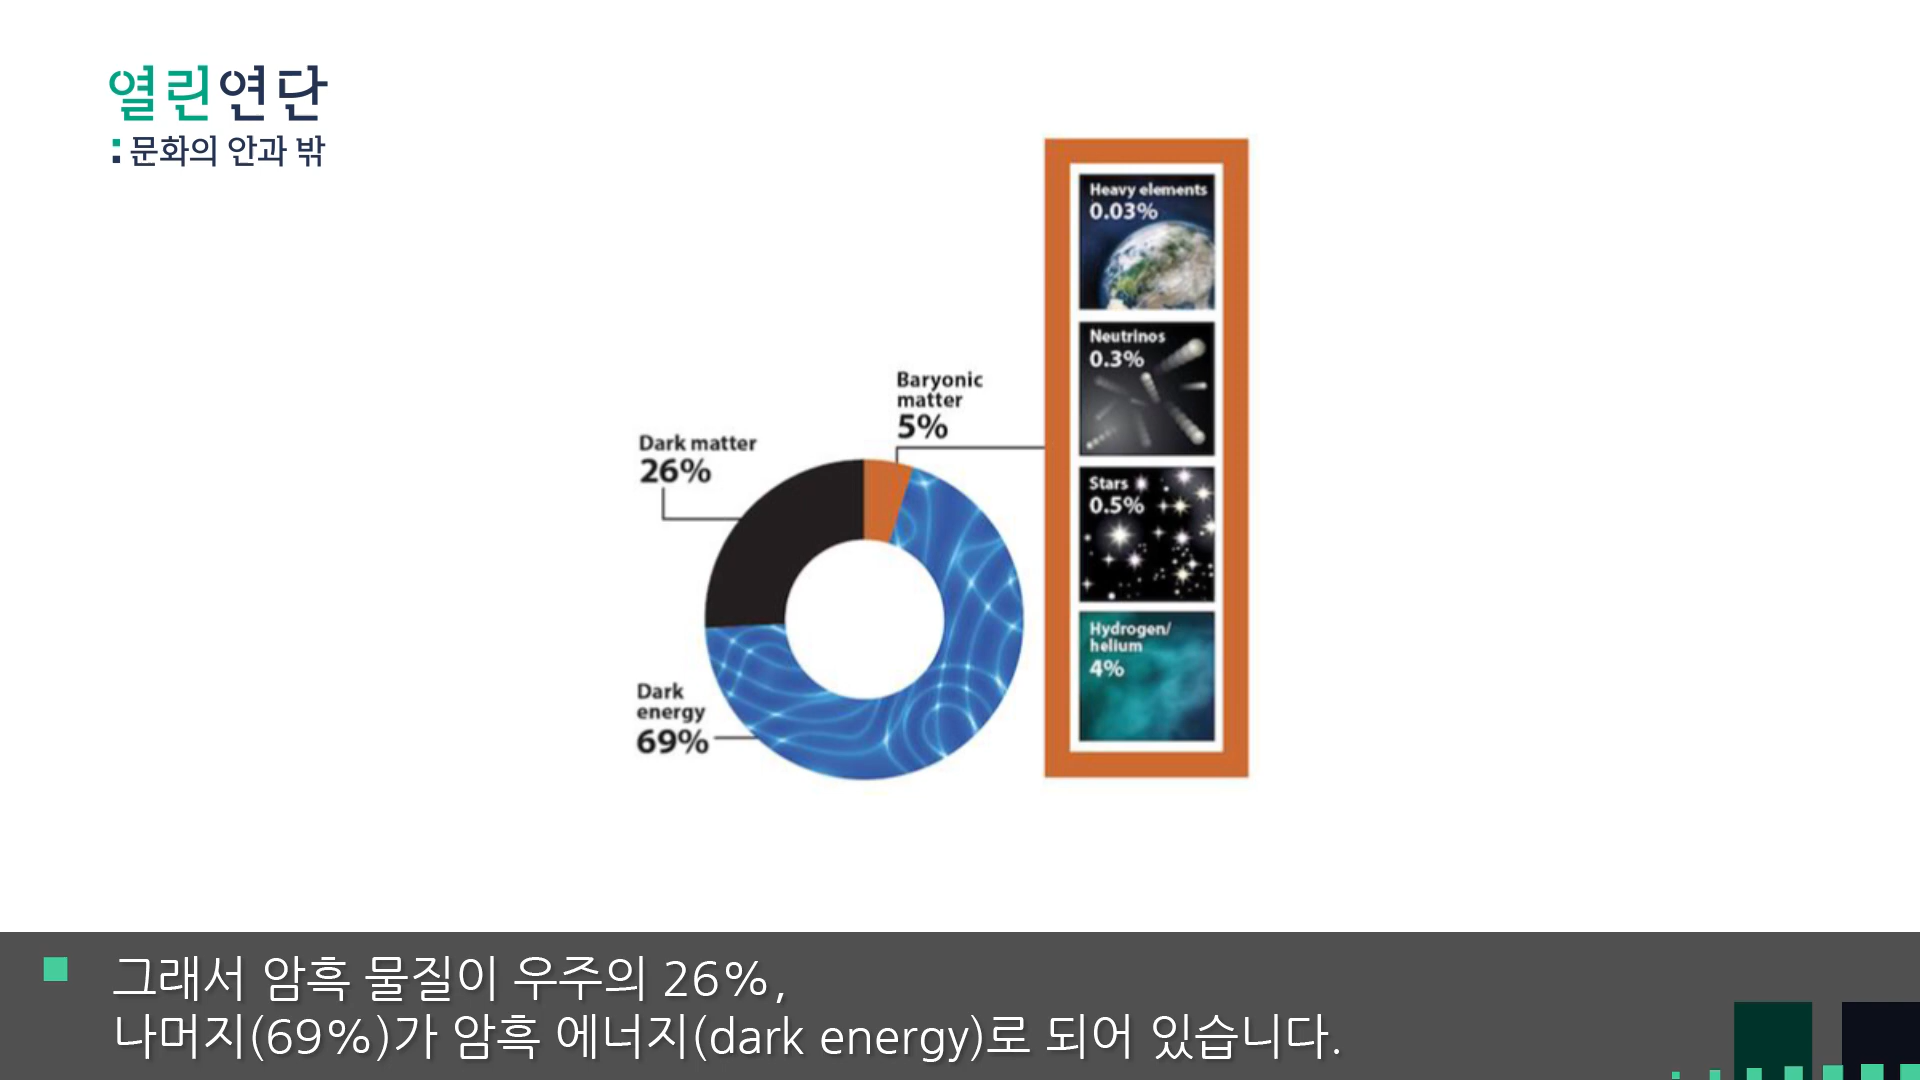 열린연단
:문화의 안과 밖
Heavy elements
0.03%
Neutrinos
0.3%
Stars
0.5%
Hydrogen/
helium
4%
Baryonic
matter
5%
Dark matter
26%
Dark
energy
69%
그래서 암흑 물질이 우주의 26%,
나머지(69%)가 암흑 에너지(dark energy)로 되어 있습니다.